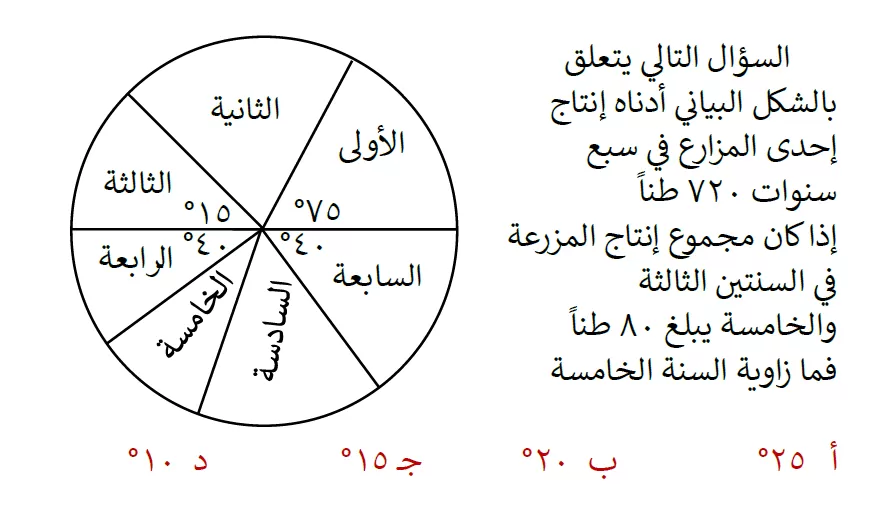 السؤال التالي يتعلق
بالشكل البياني أدناه إنتاج
إحدى المزارع في سبع
سنوات ٧٢٠ طناً
إذا كان مجموع إنتاج المزرعة
في السنتين الثالثة
والخامسة يبلغ ٨٠ طناً
فما زاوية السنة الخامسة
الثانية
الأولى
الثالثة
٧٥°
١٥°
٤٠°
٤٠°
السابعة
الرابعة
الخامسة
السادسة
أ ٢٥° ب ٢٠° جـ ١٥° د ١٠°